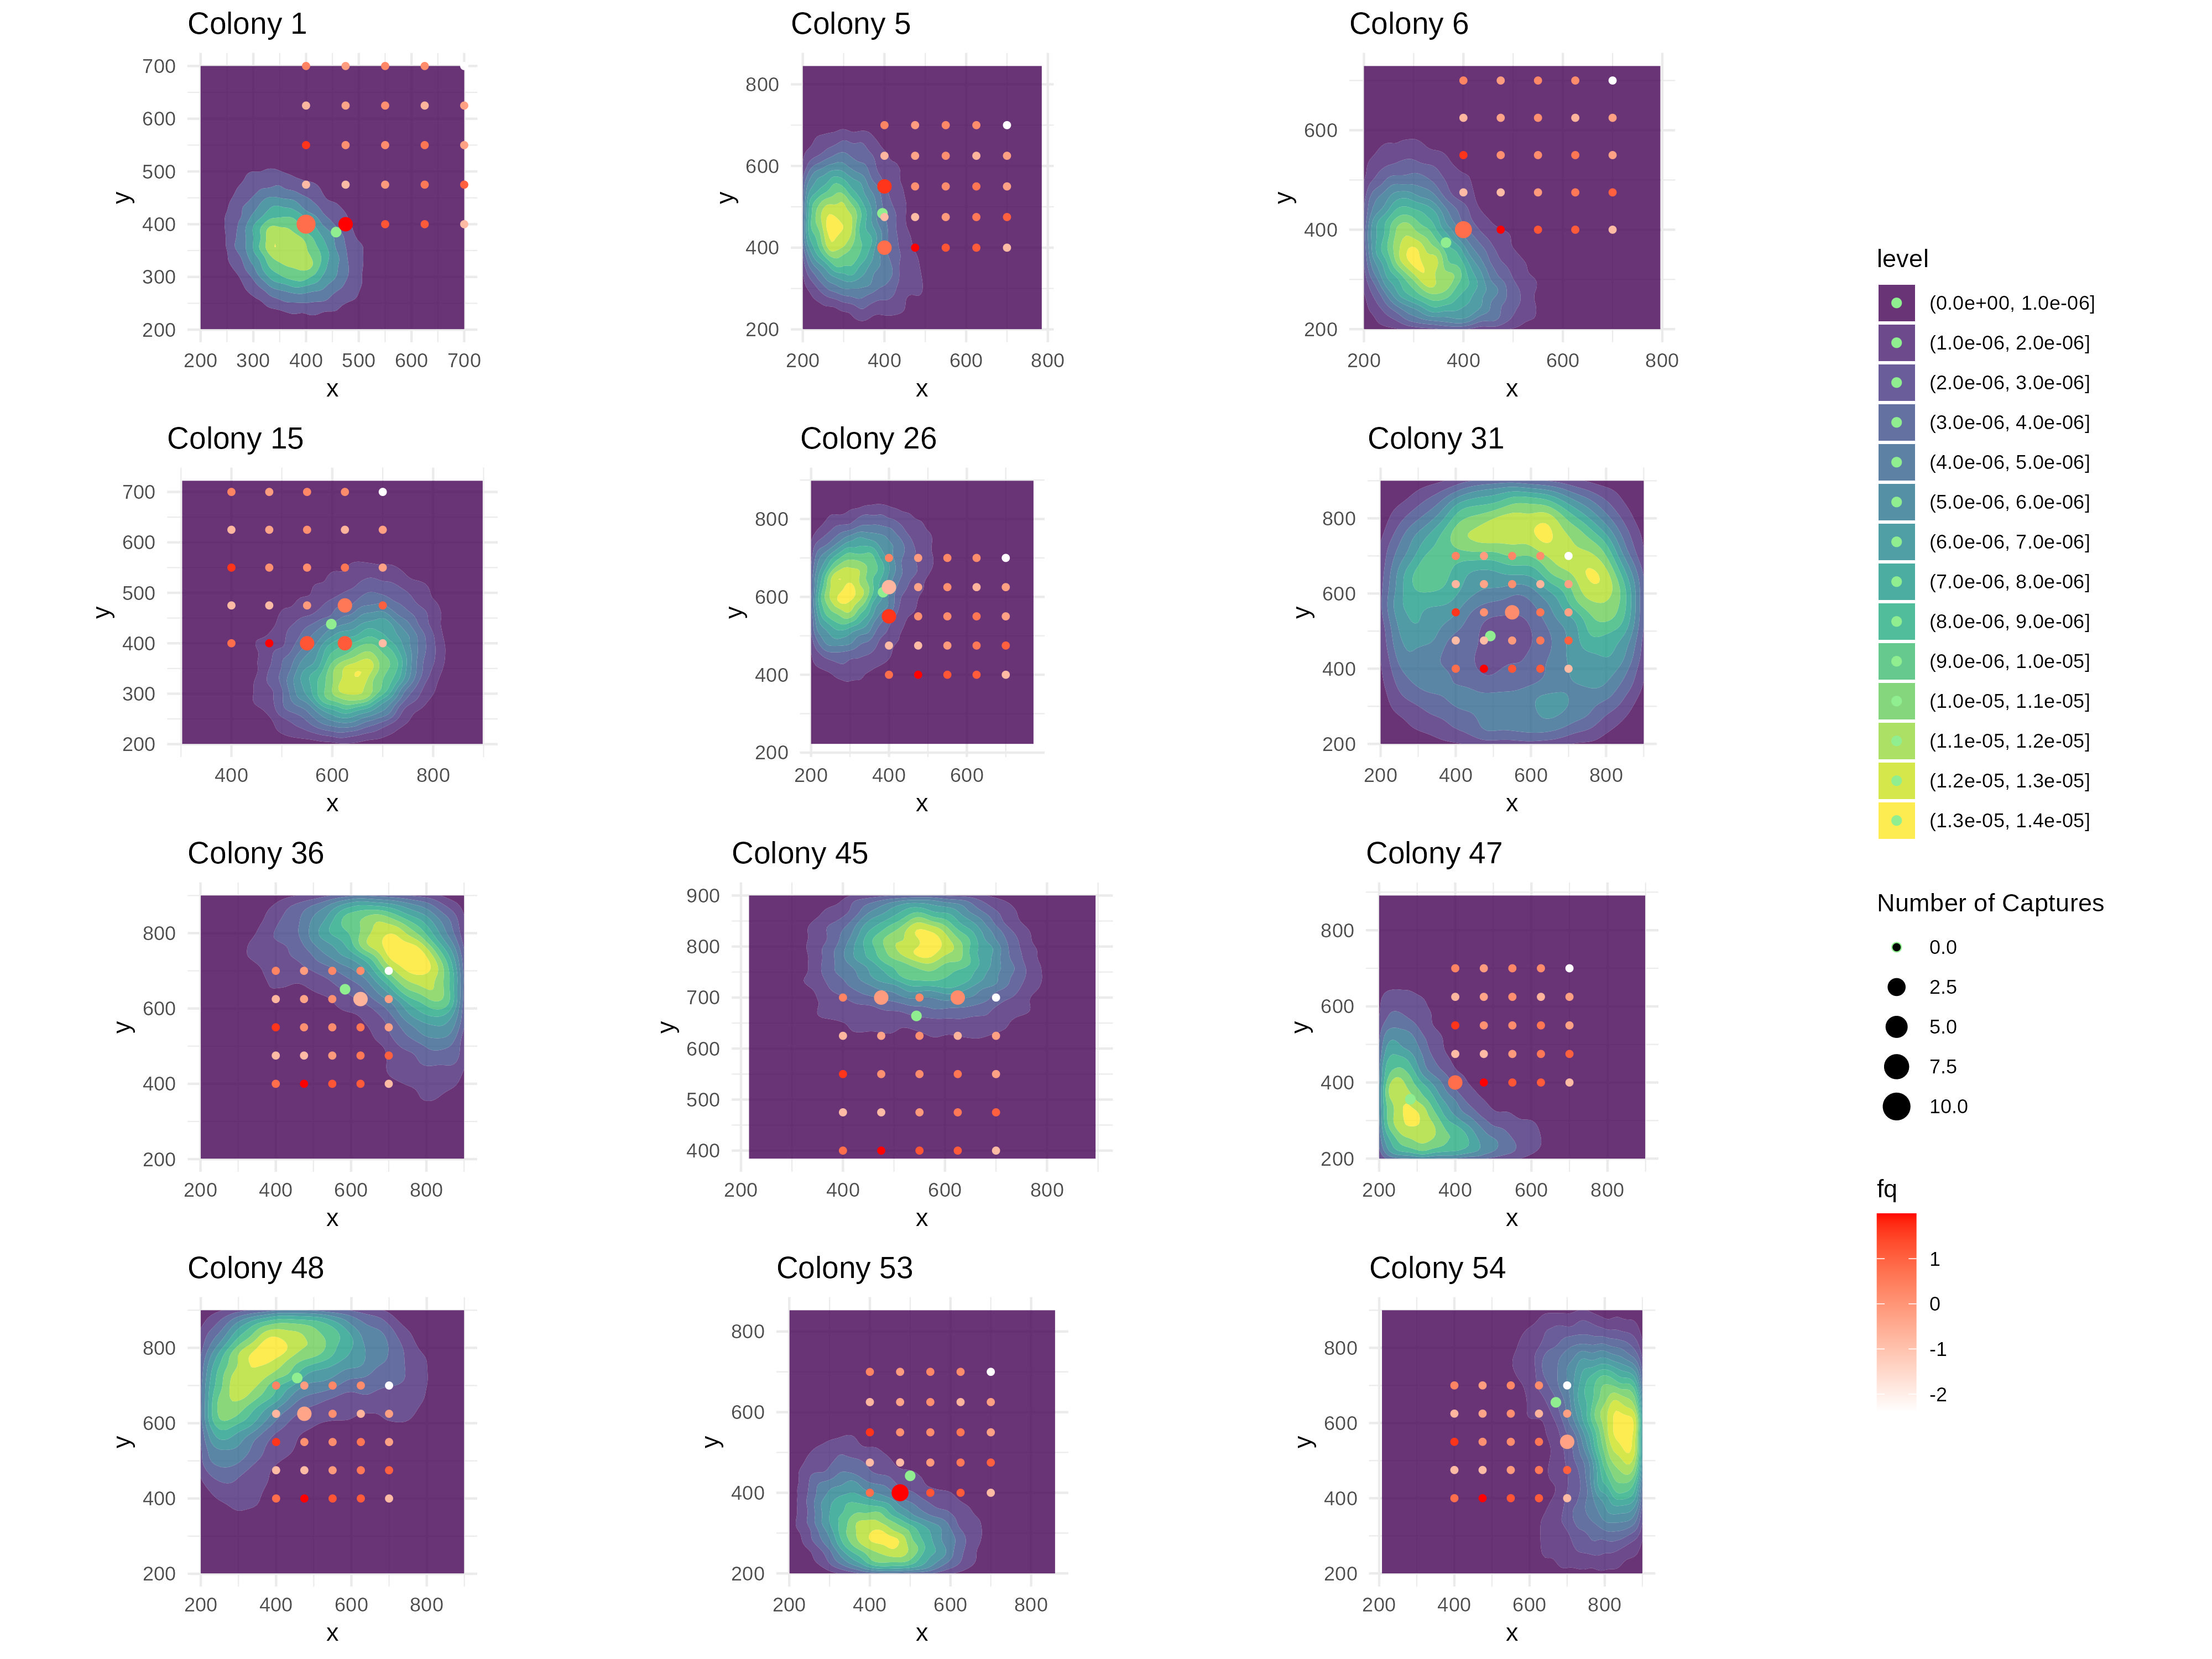 Colony 1
700
600
500
400
300
200
200 300 400 500 600 700
x
y
Colony 5
800
600
400
200
200 400 600 800
x
y
Colony 6
600
400
200
200 400 600 800
x
y
Colony 15
700
600
500
400
300
200
400 600 800
x
y
Colony 26
800
600
400
200
200 400 600
x
y
Colony 31
800
600
400
200
200 400 600 800
x
y
Colony 36
800
600
400
200
200 400 600 800
x
y
Colony 45
900
800
700
600
500
400
200 400 600 800
x
y
Colony 47
800
600
400
200
200 400 600 800
x
y
Colony 48
800
600
400
200
200 400 600 800
x
y
Colony 53
800
600
400
200
200 400 600 800
x
y
Colony 54
800
600
400
200
200 400 600 800
x
y
level
(0.0e+00, 1.0e-06]
(1.0e-06, 2.0e-06]
(2.0e-06, 3.0e-06]
(3.0e-06, 4.0e-06]
(4.0e-06, 5.0e-06]
(5.0e-06, 6.0e-06]
(6.0e-06, 7.0e-06]
(7.0e-06, 8.0e-06]
(8.0e-06, 9.0e-06]
(9.0e-06, 1.0e-05]
(1.0e-05, 1.1e-05]
(1.1e-05, 1.2e-05]
(1.2e-05, 1.3e-05]
(1.3e-05, 1.4e-05]
Number of Captures
0.0
2.5
5.0
7.5
10.0
fq
1
0
-1
-2